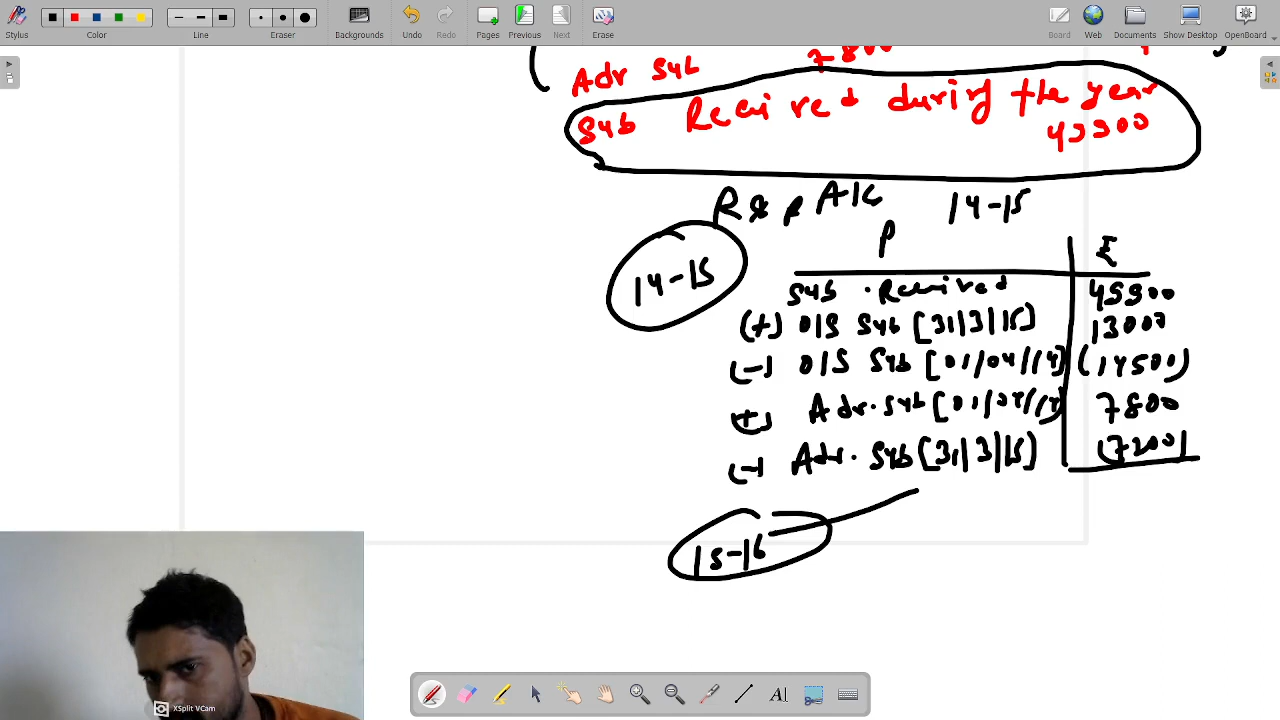 Stylus Color Line Eraser Backgrounds Undo Redo Pages Previous Next Erase Board Web Documents Show Desktop OpenBoard
Adv Sub 7800
Sub Received during the year
R & P A/C 14-15
14-15
P ₹
Sub. Received
(+) O/S Sub [31/3/15] 13000
(-) O/S Sub [01/04/14] (14500)
(+) Adv. Sub [01/04/14] 7800
(-) Adv. Sub [31/3/15] (7200)
15-16
XSplit VCam